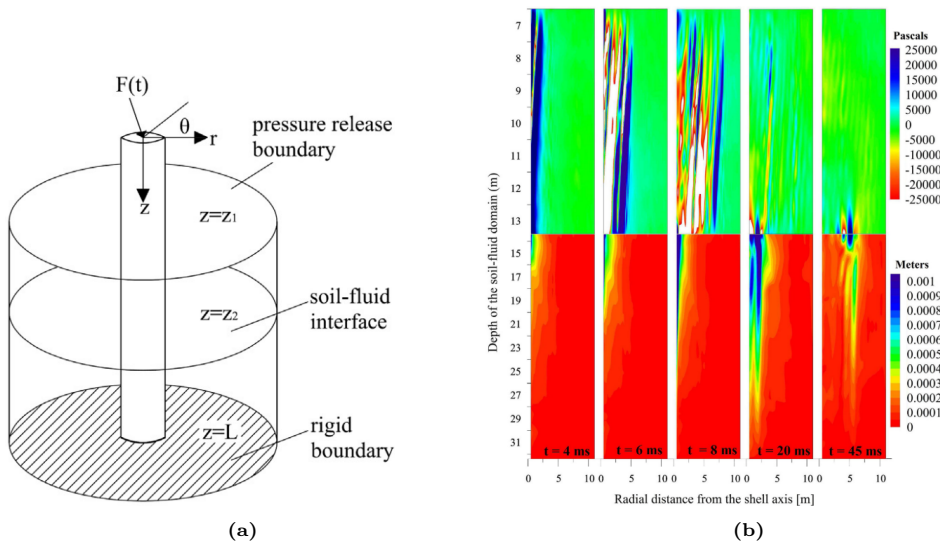 F(t)
θ
r
z
pressure release
boundary
z=z1
soil-fluid
interface
z=z2
z=L
rigid
boundary
(a)
Depth of the soil-fluid domain (m)
7
8
9
10
11
12
13
15
17
19
21
23
25
27
29
31
Pascals
25000
20000
15000
10000
5000
0
-5000
-10000
-15000
-20000
-25000
Meters
0.001
0.0009
0.0008
0.0007
0.0006
0.0005
0.0004
0.0003
0.0002
0.0001
0
t = 4 ms t = 6 ms t = 8 ms t = 20 ms t = 45 ms
0 5 10 0 5 10 0 5 10 0 5 10 0 5 10
Radial distance from the shell axis [m]
(b)